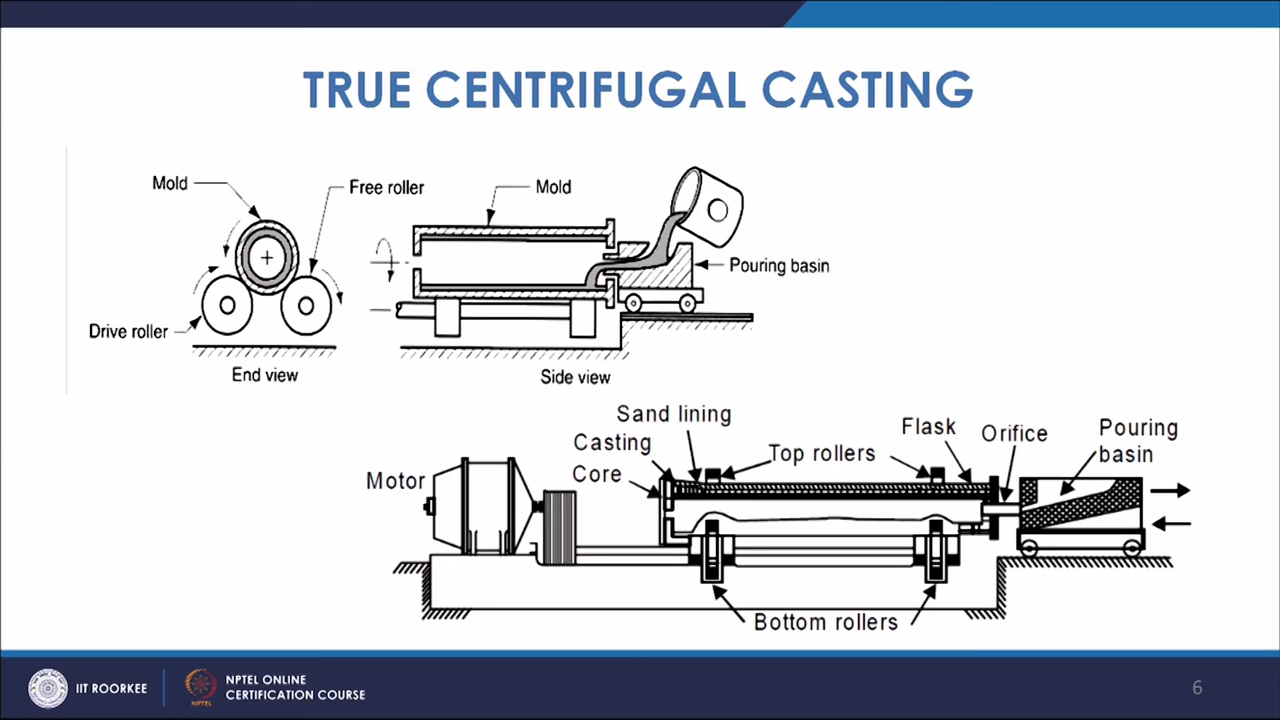 TRUE CENTRIFUGAL CASTING
Mold
Free roller
Drive roller
End view
Mold
Pouring basin
Side view
Sand lining
Casting
Core
Motor
Top rollers
Flask
Orifice
Pouring
basin
Bottom rollers
IIT ROORKEE
NPTEL
NPTEL ONLINE
CERTIFICATION COURSE
6